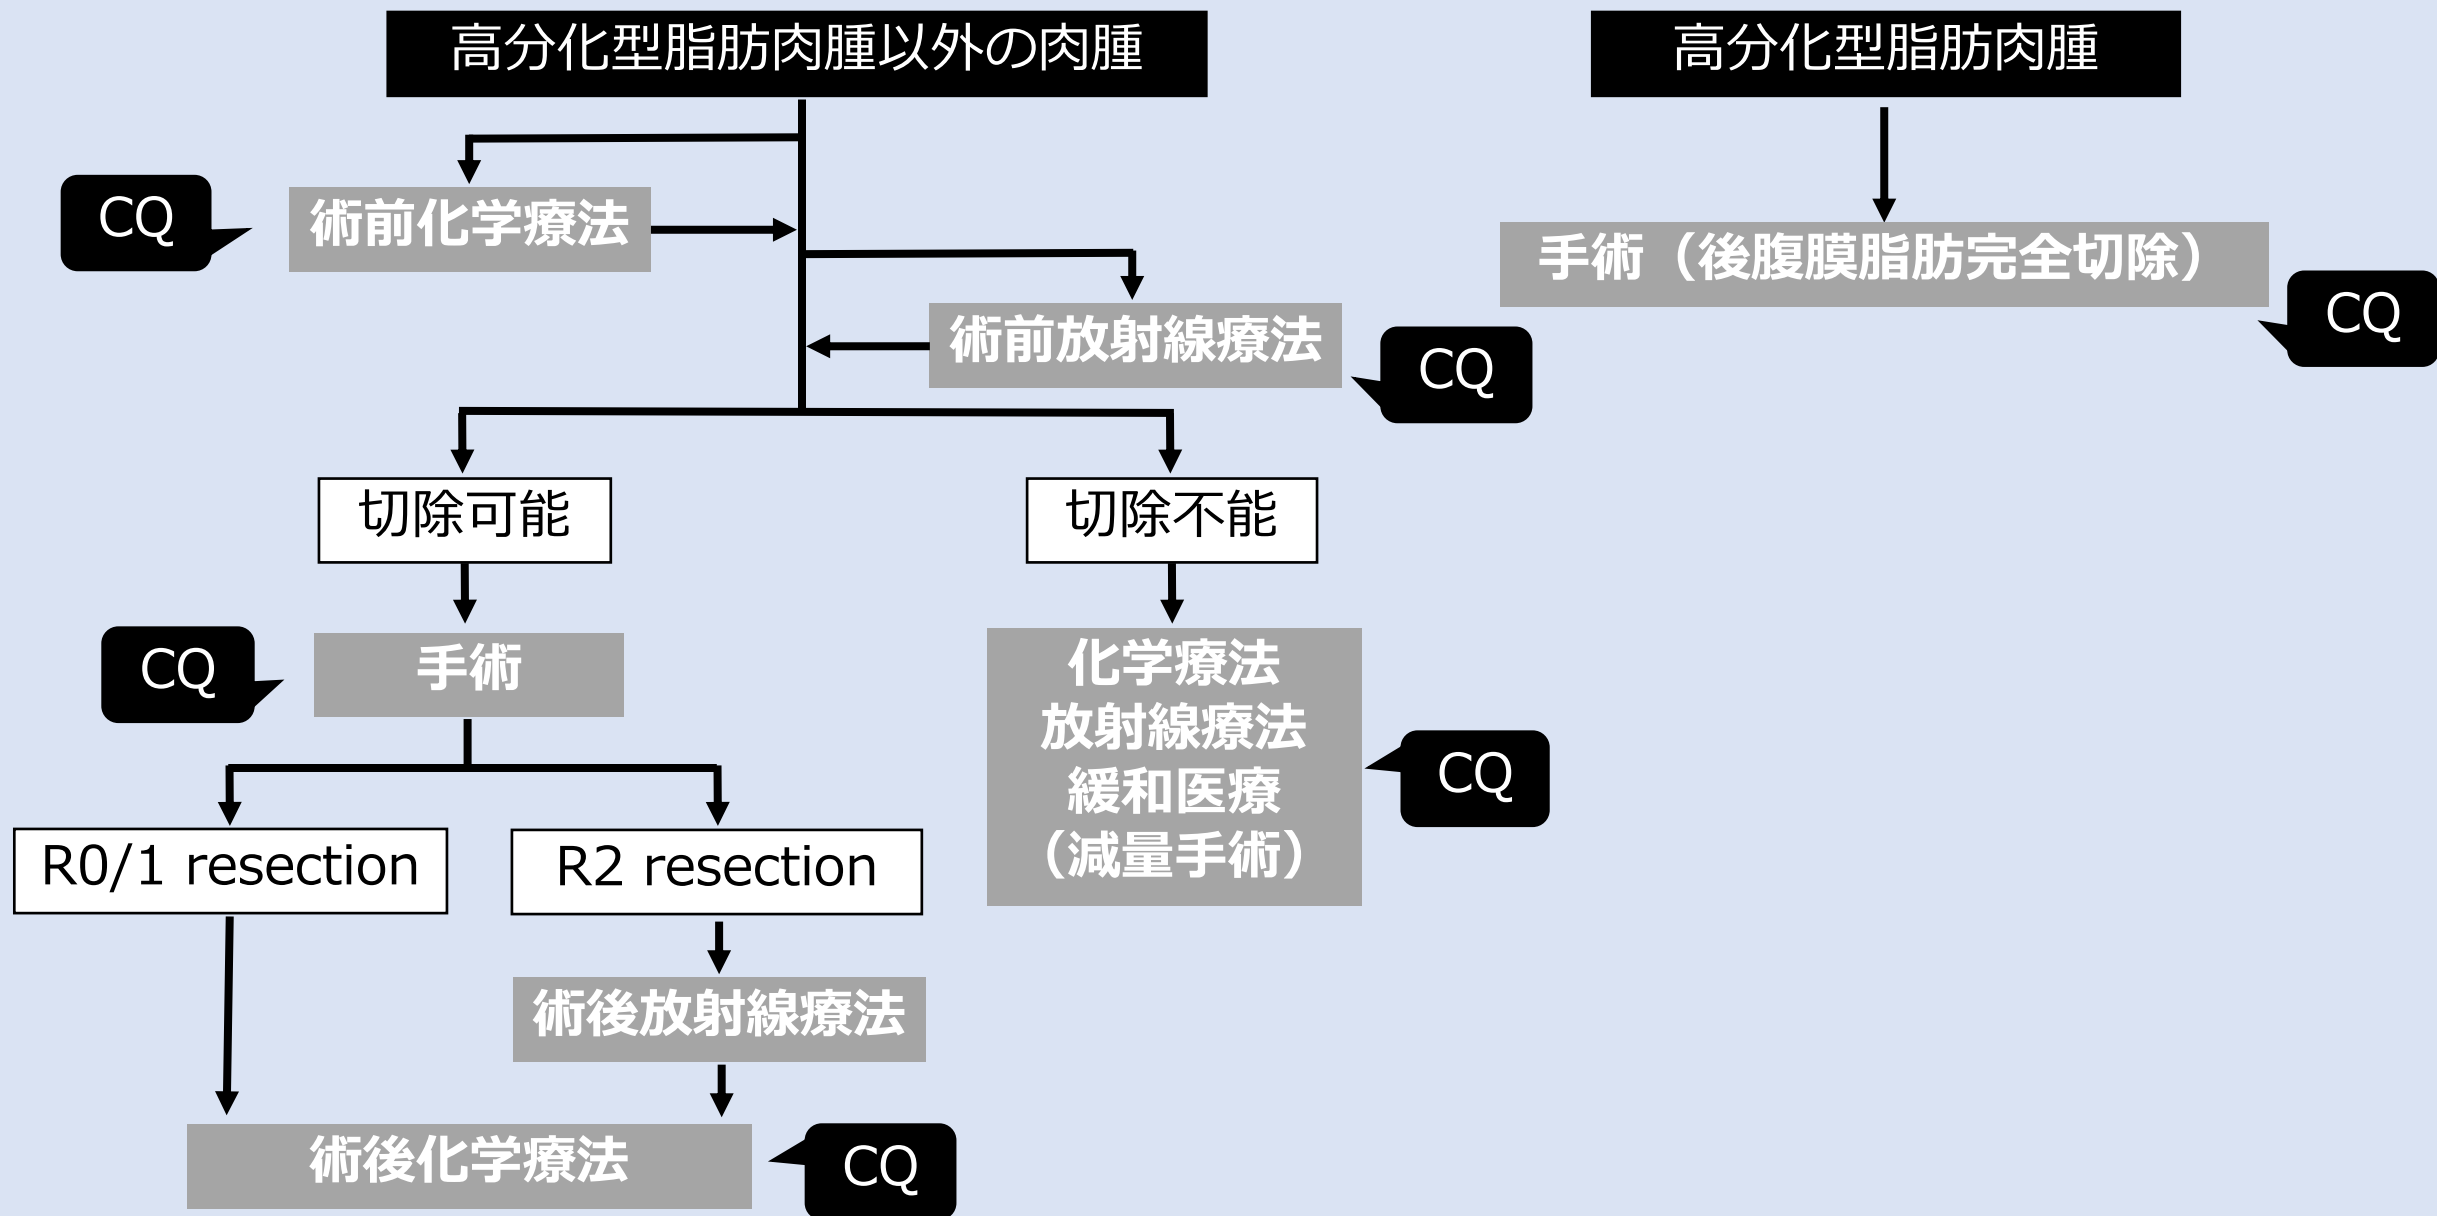 高分化型脂肪肉腫以外の肉腫
高分化型脂肪肉腫
CQ
術前化学療法
手術（後腹膜脂肪完全切除）
CQ
術前放射線療法
CQ
切除可能
切除不能
CQ
手術
化学療法
放射線療法
緩和医療
（減量手術）
CQ
R0/1 resection
R2 resection
術後放射線療法
術後化学療法
CQ